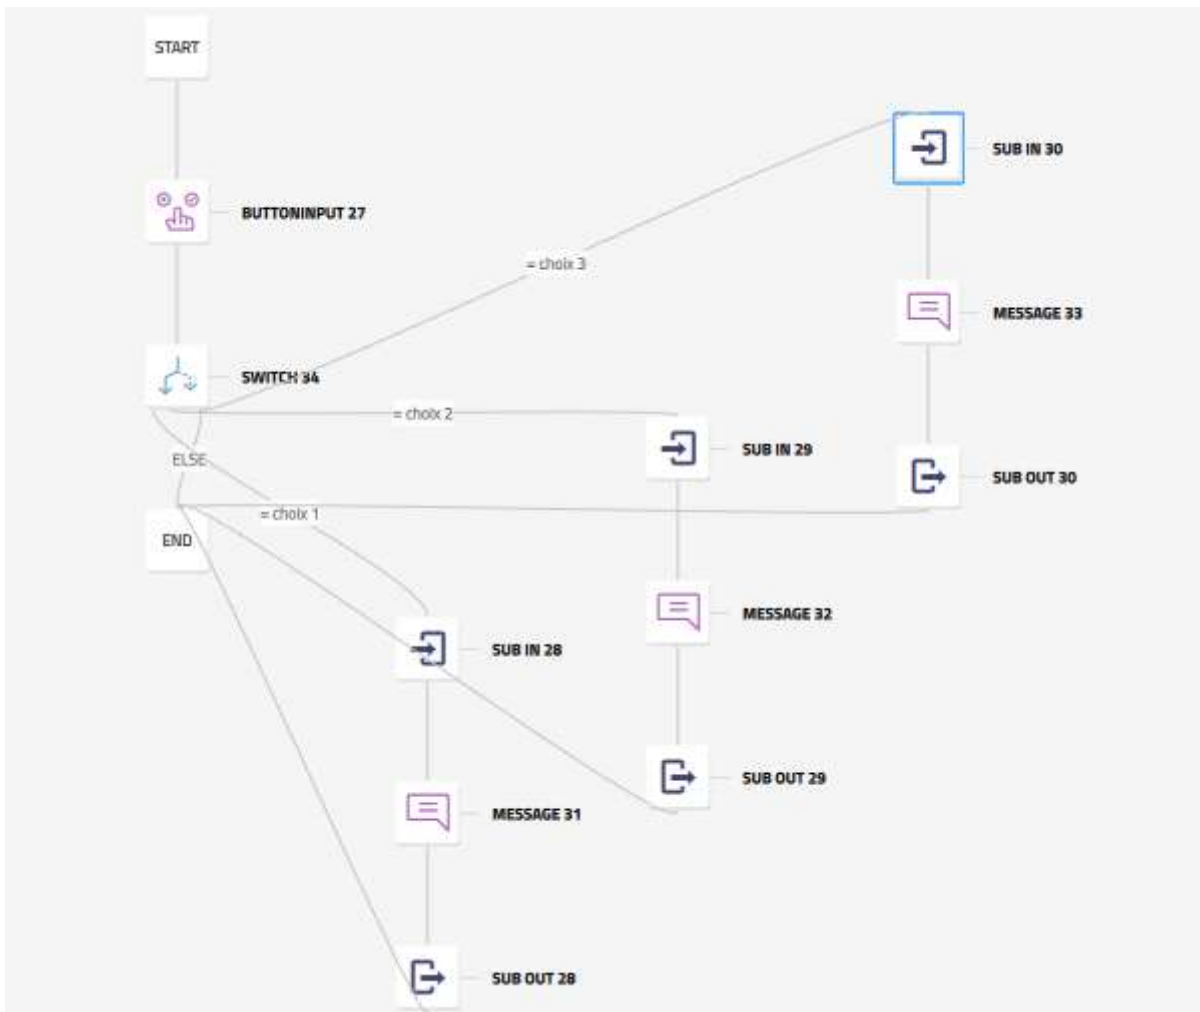 START
SUB IN 30
BUTTONINPUT 27
= choix 3
MESSAGE 33
SWITCH 34
= choix 2
SUB IN 29
ELSE
SUB OUT 30
= choix 1
END
MESSAGE 32
SUB IN 28
SUB OUT 29
MESSAGE 31
SUB OUT 28